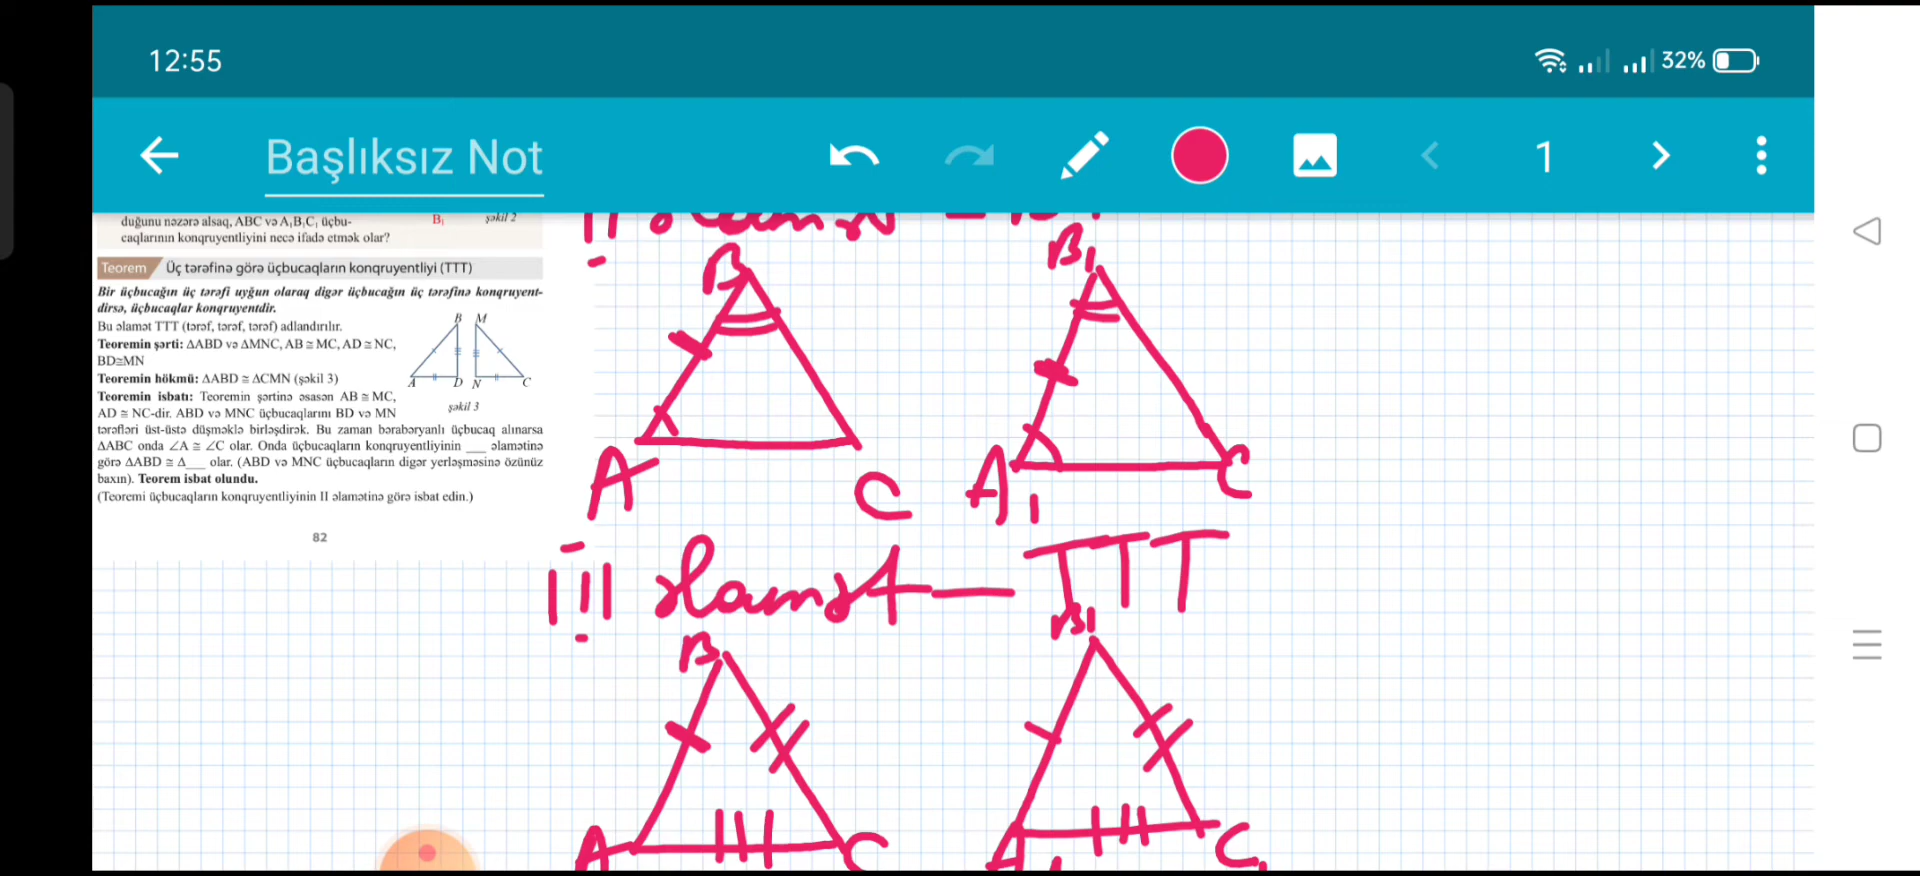 12:55
32%
Başlıksız Not
1
duğunu nəzərə alsaq, ABC və A₁B₁C₁ üçbu-
caqlarının konqruyentliyini necə ifadə etmək olar?
B₁
şəkil 2
Teorem Üç tərəfinə görə üçbucaqların konqruyentliyi (TTT)
Bir üçbucağın üç tərəfi uyğun olaraq digər üçbucağın üç tərəfinə konqruyent-
dirsə, üçbucaqlar konqruyentdir.
Bu əlamət TTT (tərəf, tərəf, tərəf) adlandırılır.
Teoremin şərti: ΔABD və ΔMNC, AB ≅ MC, AD ≅ NC,
BD≅MN
Teoremin hökmü: ΔABD ≅ ΔCMN (şəkil 3)
Teoremin isbatı: Teoremin şərtinə əsasən AB ≅ MC,
AD ≅ NC-dir. ABD və MNC üçbucaqlarını BD və MN
tərəfləri üst-üstə düşməklə birləşdirək. Bu zaman bərabəryanlı üçbucaq alınarsa
ΔABC onda ∠A ≅ ∠C olar. Onda üçbucaqların konqruyentliyinin ___ əlamətinə
görə ΔABD ≅ Δ___ olar. (ABD və MNC üçbucaqların digər yerləşməsinə özünüz
baxın). Teorem isbat olundu.
(Teoremi üçbucaqların konqruyentliyinin II əlamətinə görə isbat edin.)
B M
A D N C
şəkil 3
82
II əlamət –
B
A
C
B₁
A₁
C
III əlamət — TTT
B
A
C
B₁
A₁
C₁